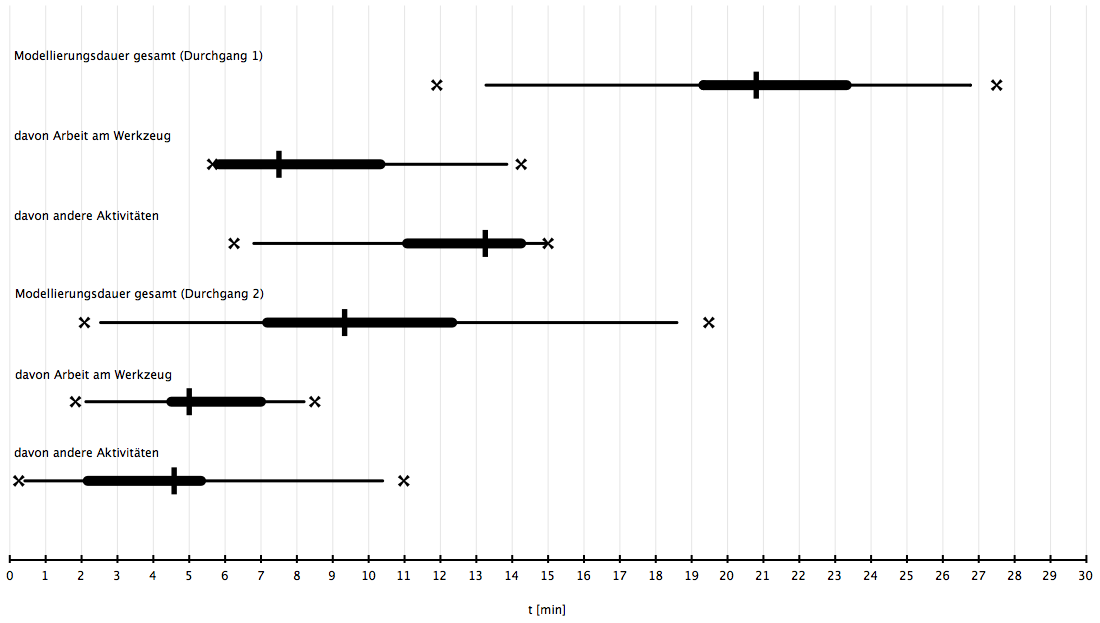 Modellierungsdauer gesamt (Durchgang 1)
davon Arbeit am Werkzeug
davon andere Aktivitäten
Modellierungsdauer gesamt (Durchgang 2)
davon Arbeit am Werkzeug
davon andere Aktivitäten
0 1 2 3 4 5 6 7 8 9 10 11 12 13 14 15 16 17 18 19 20 21 22 23 24 25 26 27 28 29 30
t [min]